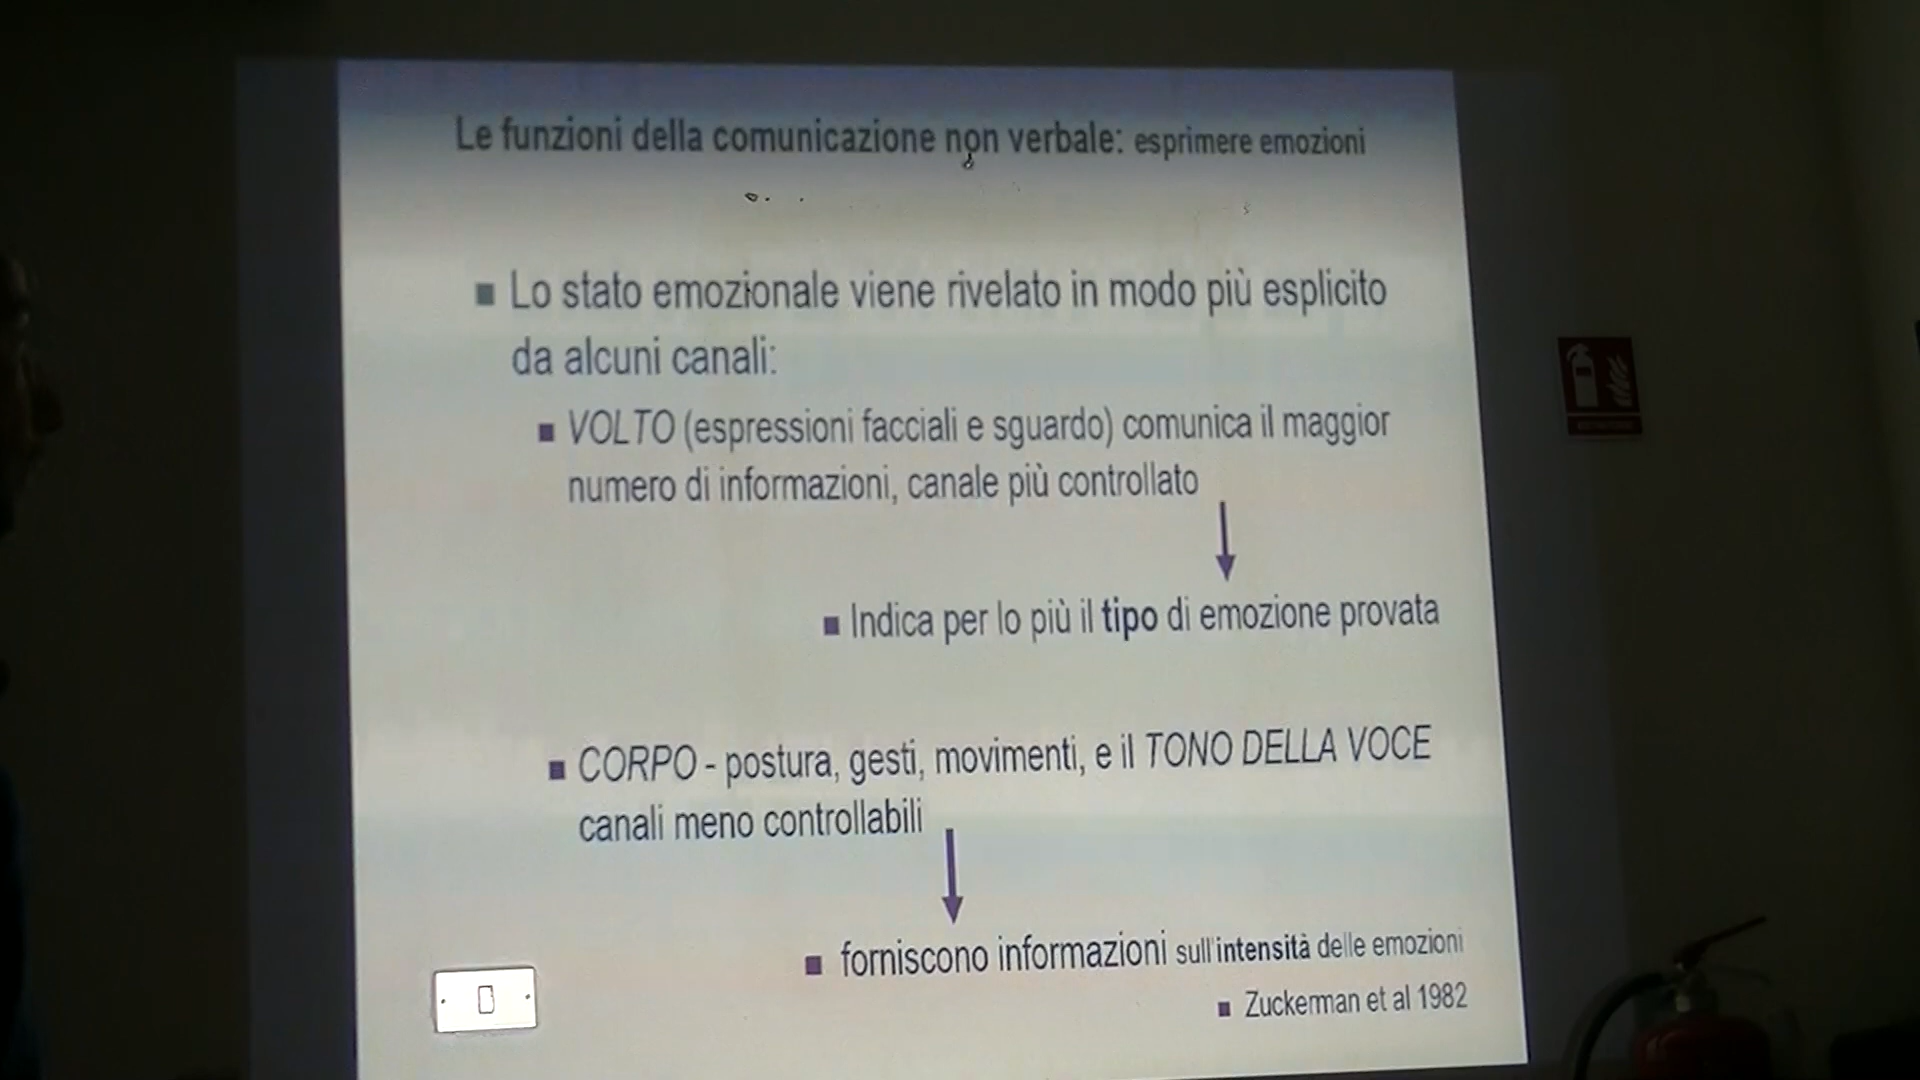 Le funzioni della comunicazione non verbale: esprimere emozioni
Lo stato emozionale viene rivelato in modo più esplicito
da alcuni canali:
VOLTO (espressioni facciali e sguardo) comunica il maggior
numero di informazioni, canale più controllato
Indica per lo più il tipo di emozione provata
CORPO - postura, gesti, movimenti, e il TONO DELLA VOCE
canali meno controllabili
forniscono informazioni sull'intensità delle emozioni
Zuckerman et al 1982